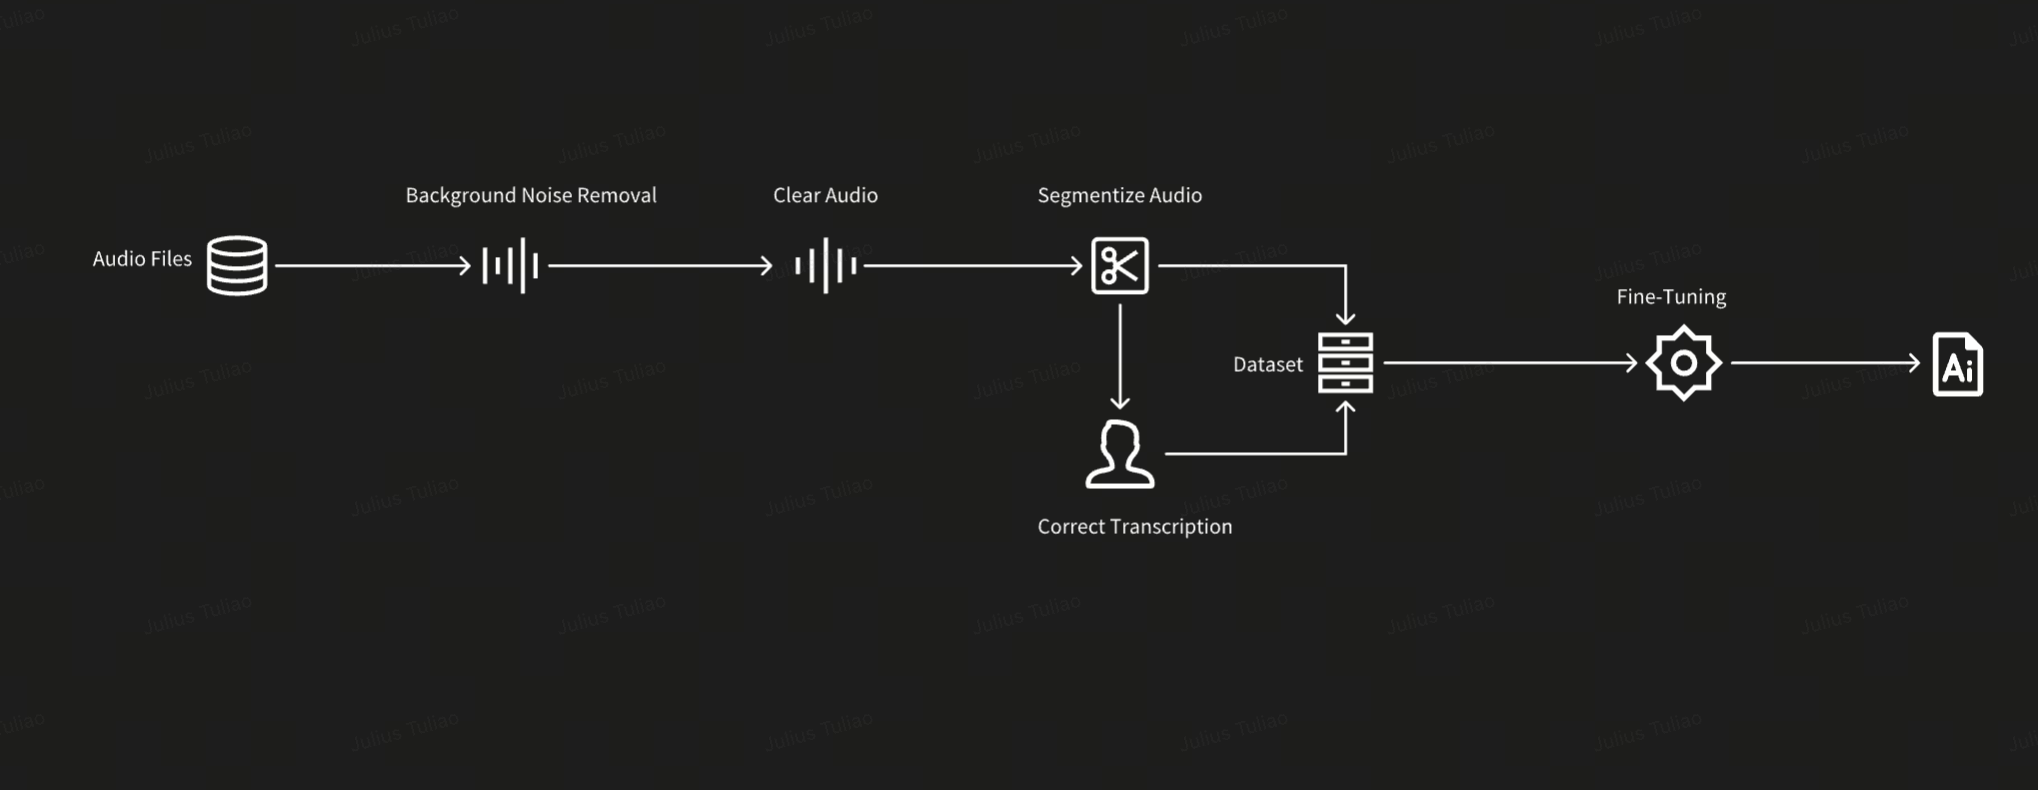 Background Noise Removal
Clear Audio
Segmentize Audio
Audio Files
Fine-Tuning
Dataset
Ai
Correct Transcription
Julius Tuliao